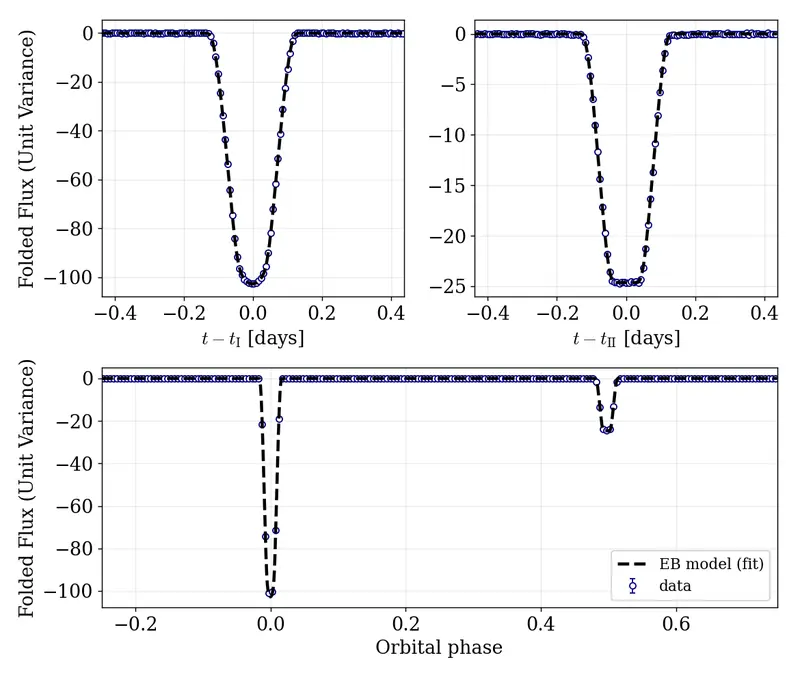 Folded Flux (Unit Variance)
0
−20
−40
−60
−80
−100
−0.4 −0.2 0.0 0.2 0.4
t − tI [days]
0
−5
−10
−15
−20
−25
−0.4 −0.2 0.0 0.2 0.4
t − tII [days]
Folded Flux (Unit Variance)
0
−20
−40
−60
−80
−100
EB model (fit)
data
−0.2 0.0 0.2 0.4 0.6
Orbital phase